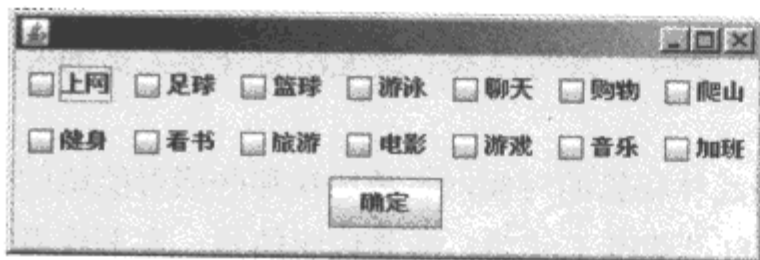 上网 足球 篮球 游泳 聊天 购物 爬山
健身 看书 旅游 电影 游戏 音乐 加班
确定